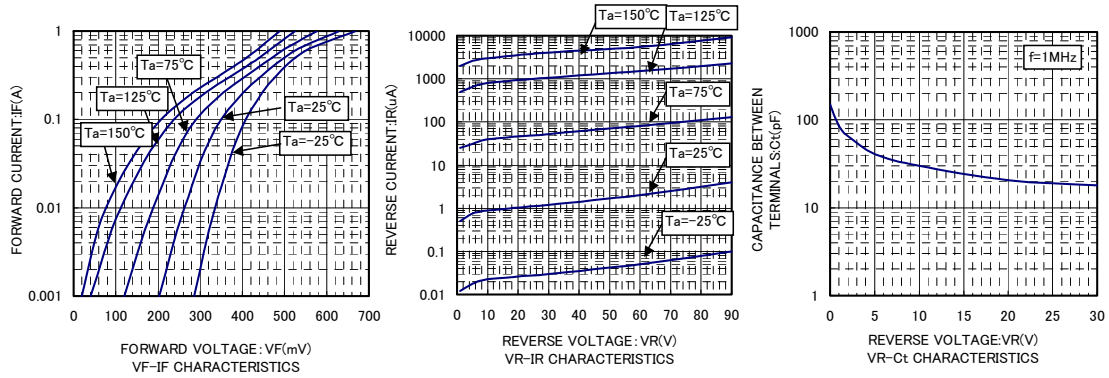 FORWARD CURRENT:IF(A)
1
0.1
0.01
0.001
Ta=75℃
Ta=125℃
Ta=150℃
Ta=25℃
Ta=-25℃
0 100 200 300 400 500 600 700
FORWARD VOLTAGE:VF(mV)
VF-IF CHARACTERISTICS
REVERSE CURRENT:IR(uA)
10000
1000
100
10
1
0.1
0.01
Ta=150℃
Ta=125℃
Ta=75℃
Ta=25℃
Ta=-25℃
0 10 20 30 40 50 60 70 80 90
REVERSE VOLTAGE:VR(V)
VR-IR CHARACTERISTICS
CAPACITANCE BETWEEN
TERMINALS:Ct(pF)
1000
100
10
1
f=1MHz
0 5 10 15 20 25 30
REVERSE VOLTAGE:VR(V)
VR-Ct CHARACTERISTICS